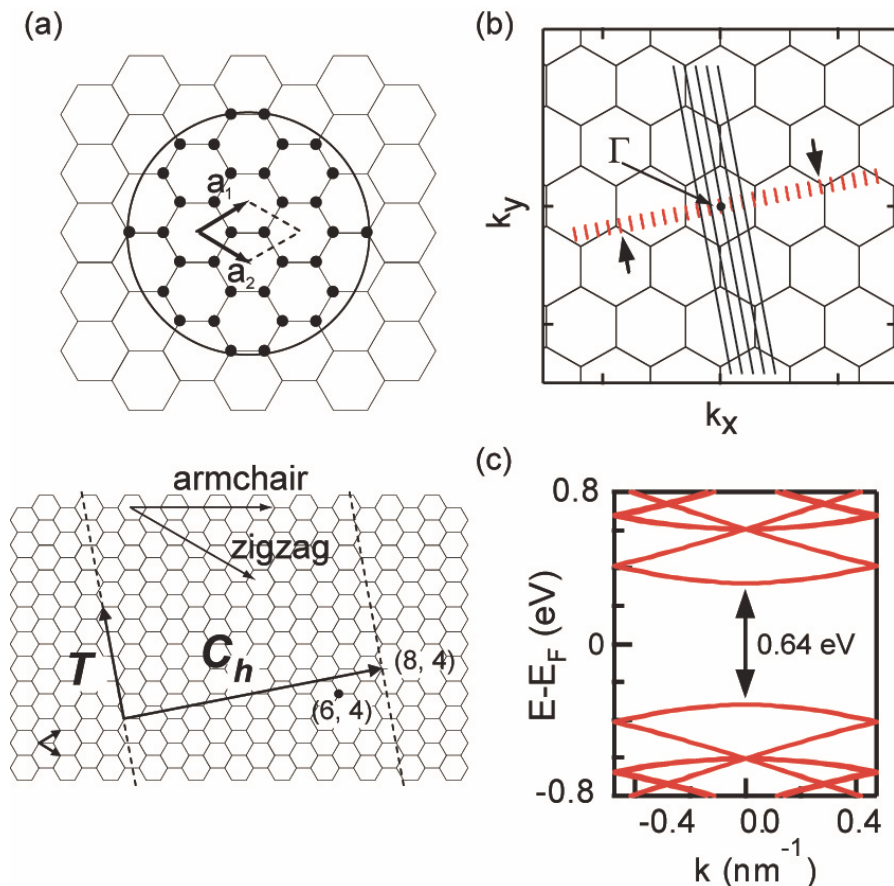 (a)
a1
a2
armchair
zigzag
T
Ch
(8, 4)
(6, 4)
(b)
Γ
ky
kx
(c)
0.8
0
-0.8
E-EF (eV)
0.64 eV
-0.4 0.0 0.4
k (nm-1)